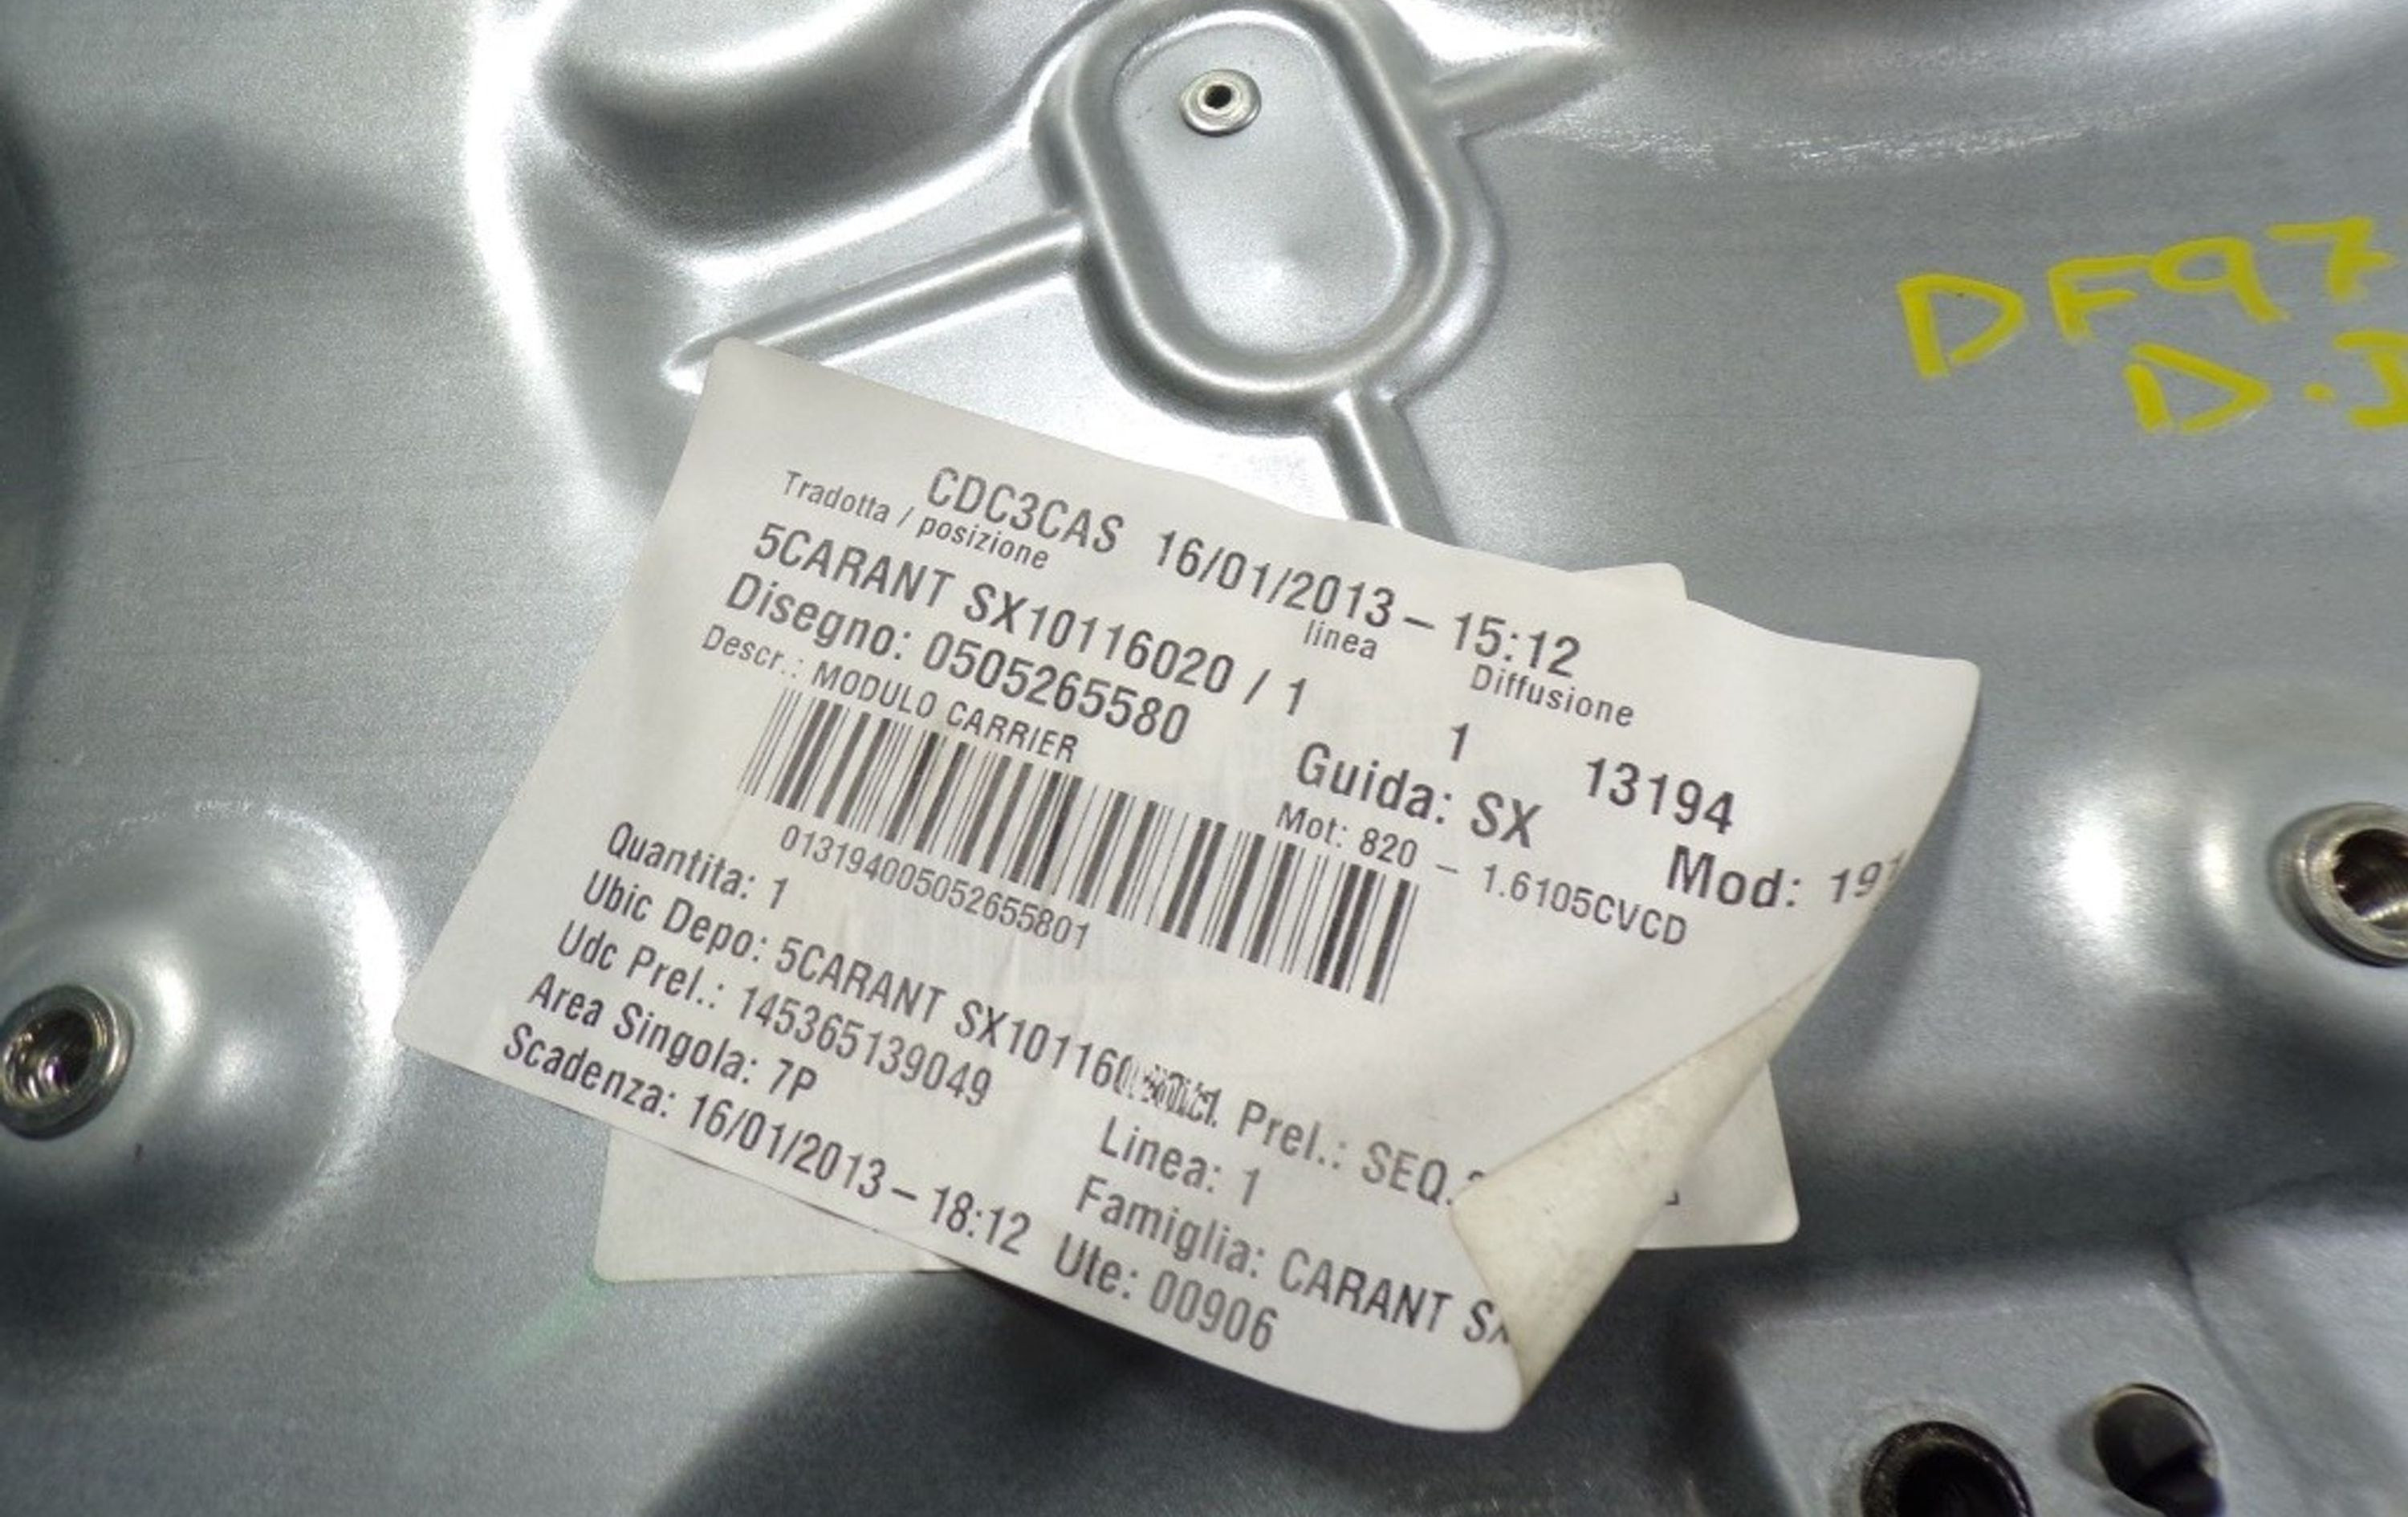 DF97
D.
CDC3CAS 16/01/2013 – 15:12
Tradotta / posizione linea Diffusione
5CARANT SX10116020 / 1 1 13194
Disegno: 0505265580 Guida: SX Mod: 19
Descr.: MODULO CARRIER Mot: 820 – 1.6105CVCD
013194005052655801
Quantita: 1
Ubic Depo: 5CARANT SX10116 Prel.: SEQ.
Udc Prel.: 145365139049 Linea: 1
Area Singola: 7P Famiglia: CARANT
Scadenza: 16/01/2013 – 18:12 Ute: 00906